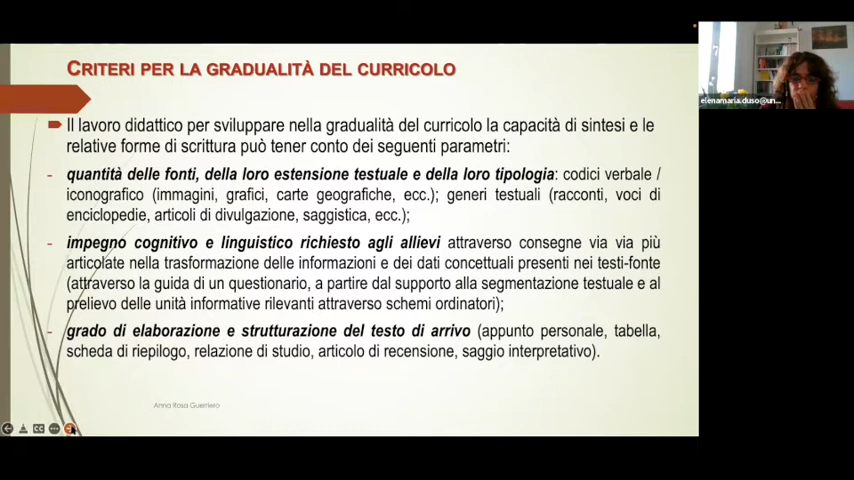 CRITERI PER LA GRADUALITÀ DEL CURRICOLO
Il lavoro didattico per sviluppare nella gradualità del curricolo la capacità di sintesi e le
relative forme di scrittura può tener conto dei seguenti parametri:
- quantità delle fonti, della loro estensione testuale e della loro tipologia: codici verbale /
iconografico (immagini, grafici, carte geografiche, ecc.); generi testuali (racconti, voci di
enciclopedie, articoli di divulgazione, saggistica, ecc.);
- impegno cognitivo e linguistico richiesto agli allievi attraverso consegne via via più
articolate nella trasformazione delle informazioni e dei dati concettuali presenti nei testi-fonte
(attraverso la guida di un questionario, a partire dal supporto alla segmentazione testuale e al
prelievo delle unità informative rilevanti attraverso schemi ordinatori);
- grado di elaborazione e strutturazione del testo di arrivo (appunto personale, tabella,
scheda di riepilogo, relazione di studio, articolo di recensione, saggio interpretativo).
Anna Rosa Guerriero
CC
elenamaria.duso@un...